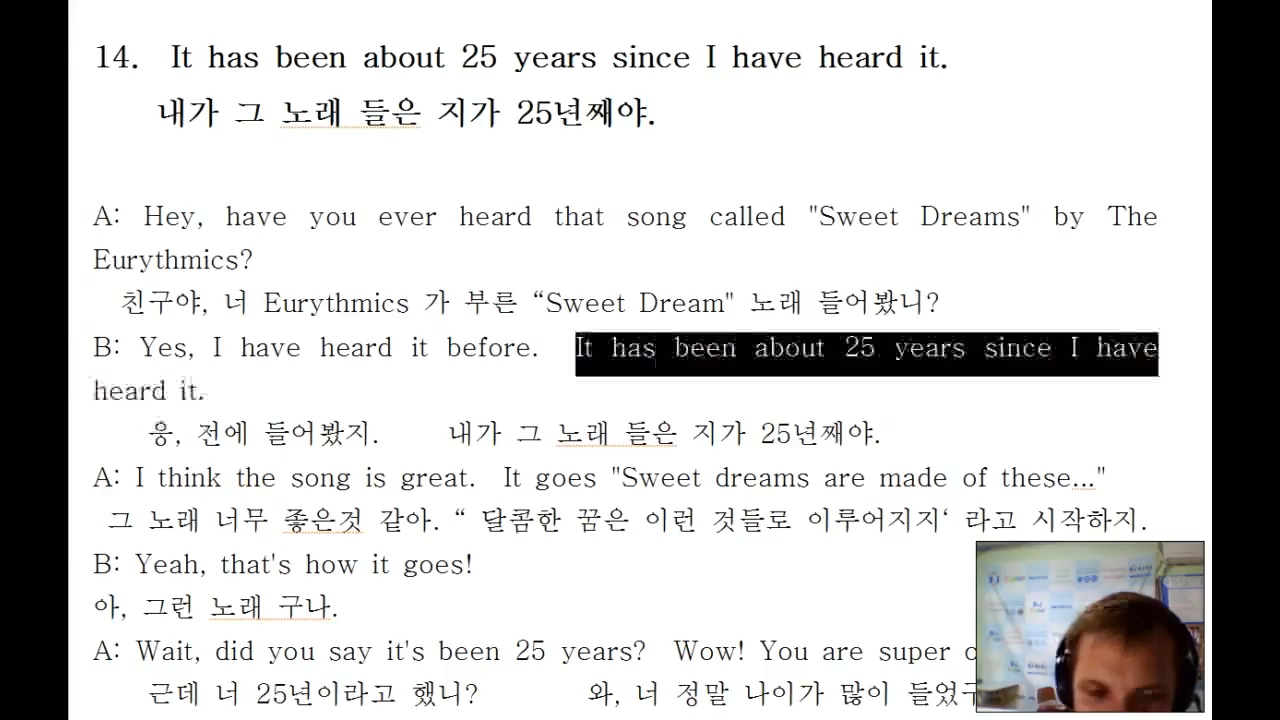 14. It has been about 25 years since I have heard it.
내가 그 노래 들은 지가 25년째야.
A: Hey, have you ever heard that song called "Sweet Dreams" by The
Eurythmics?
친구야, 너 Eurythmics 가 부른 “Sweet Dream" 노래 들어봤니?
B: Yes, I have heard it before. It has been about 25 years since I have
heard it.
응, 전에 들어봤지. 내가 그 노래 들은 지가 25년째야.
A: I think the song is great. It goes "Sweet dreams are made of these..."
그 노래 너무 좋은것 같아. “ 달콤한 꿈은 이런 것들로 이루어지지‘ 라고 시작하지.
B: Yeah, that's how it goes!
아, 그런 노래 구나.
A: Wait, did you say it's been 25 years? Wow! You are super
근데 너 25년이라고 했니? 와, 너 정말 나이가 많이